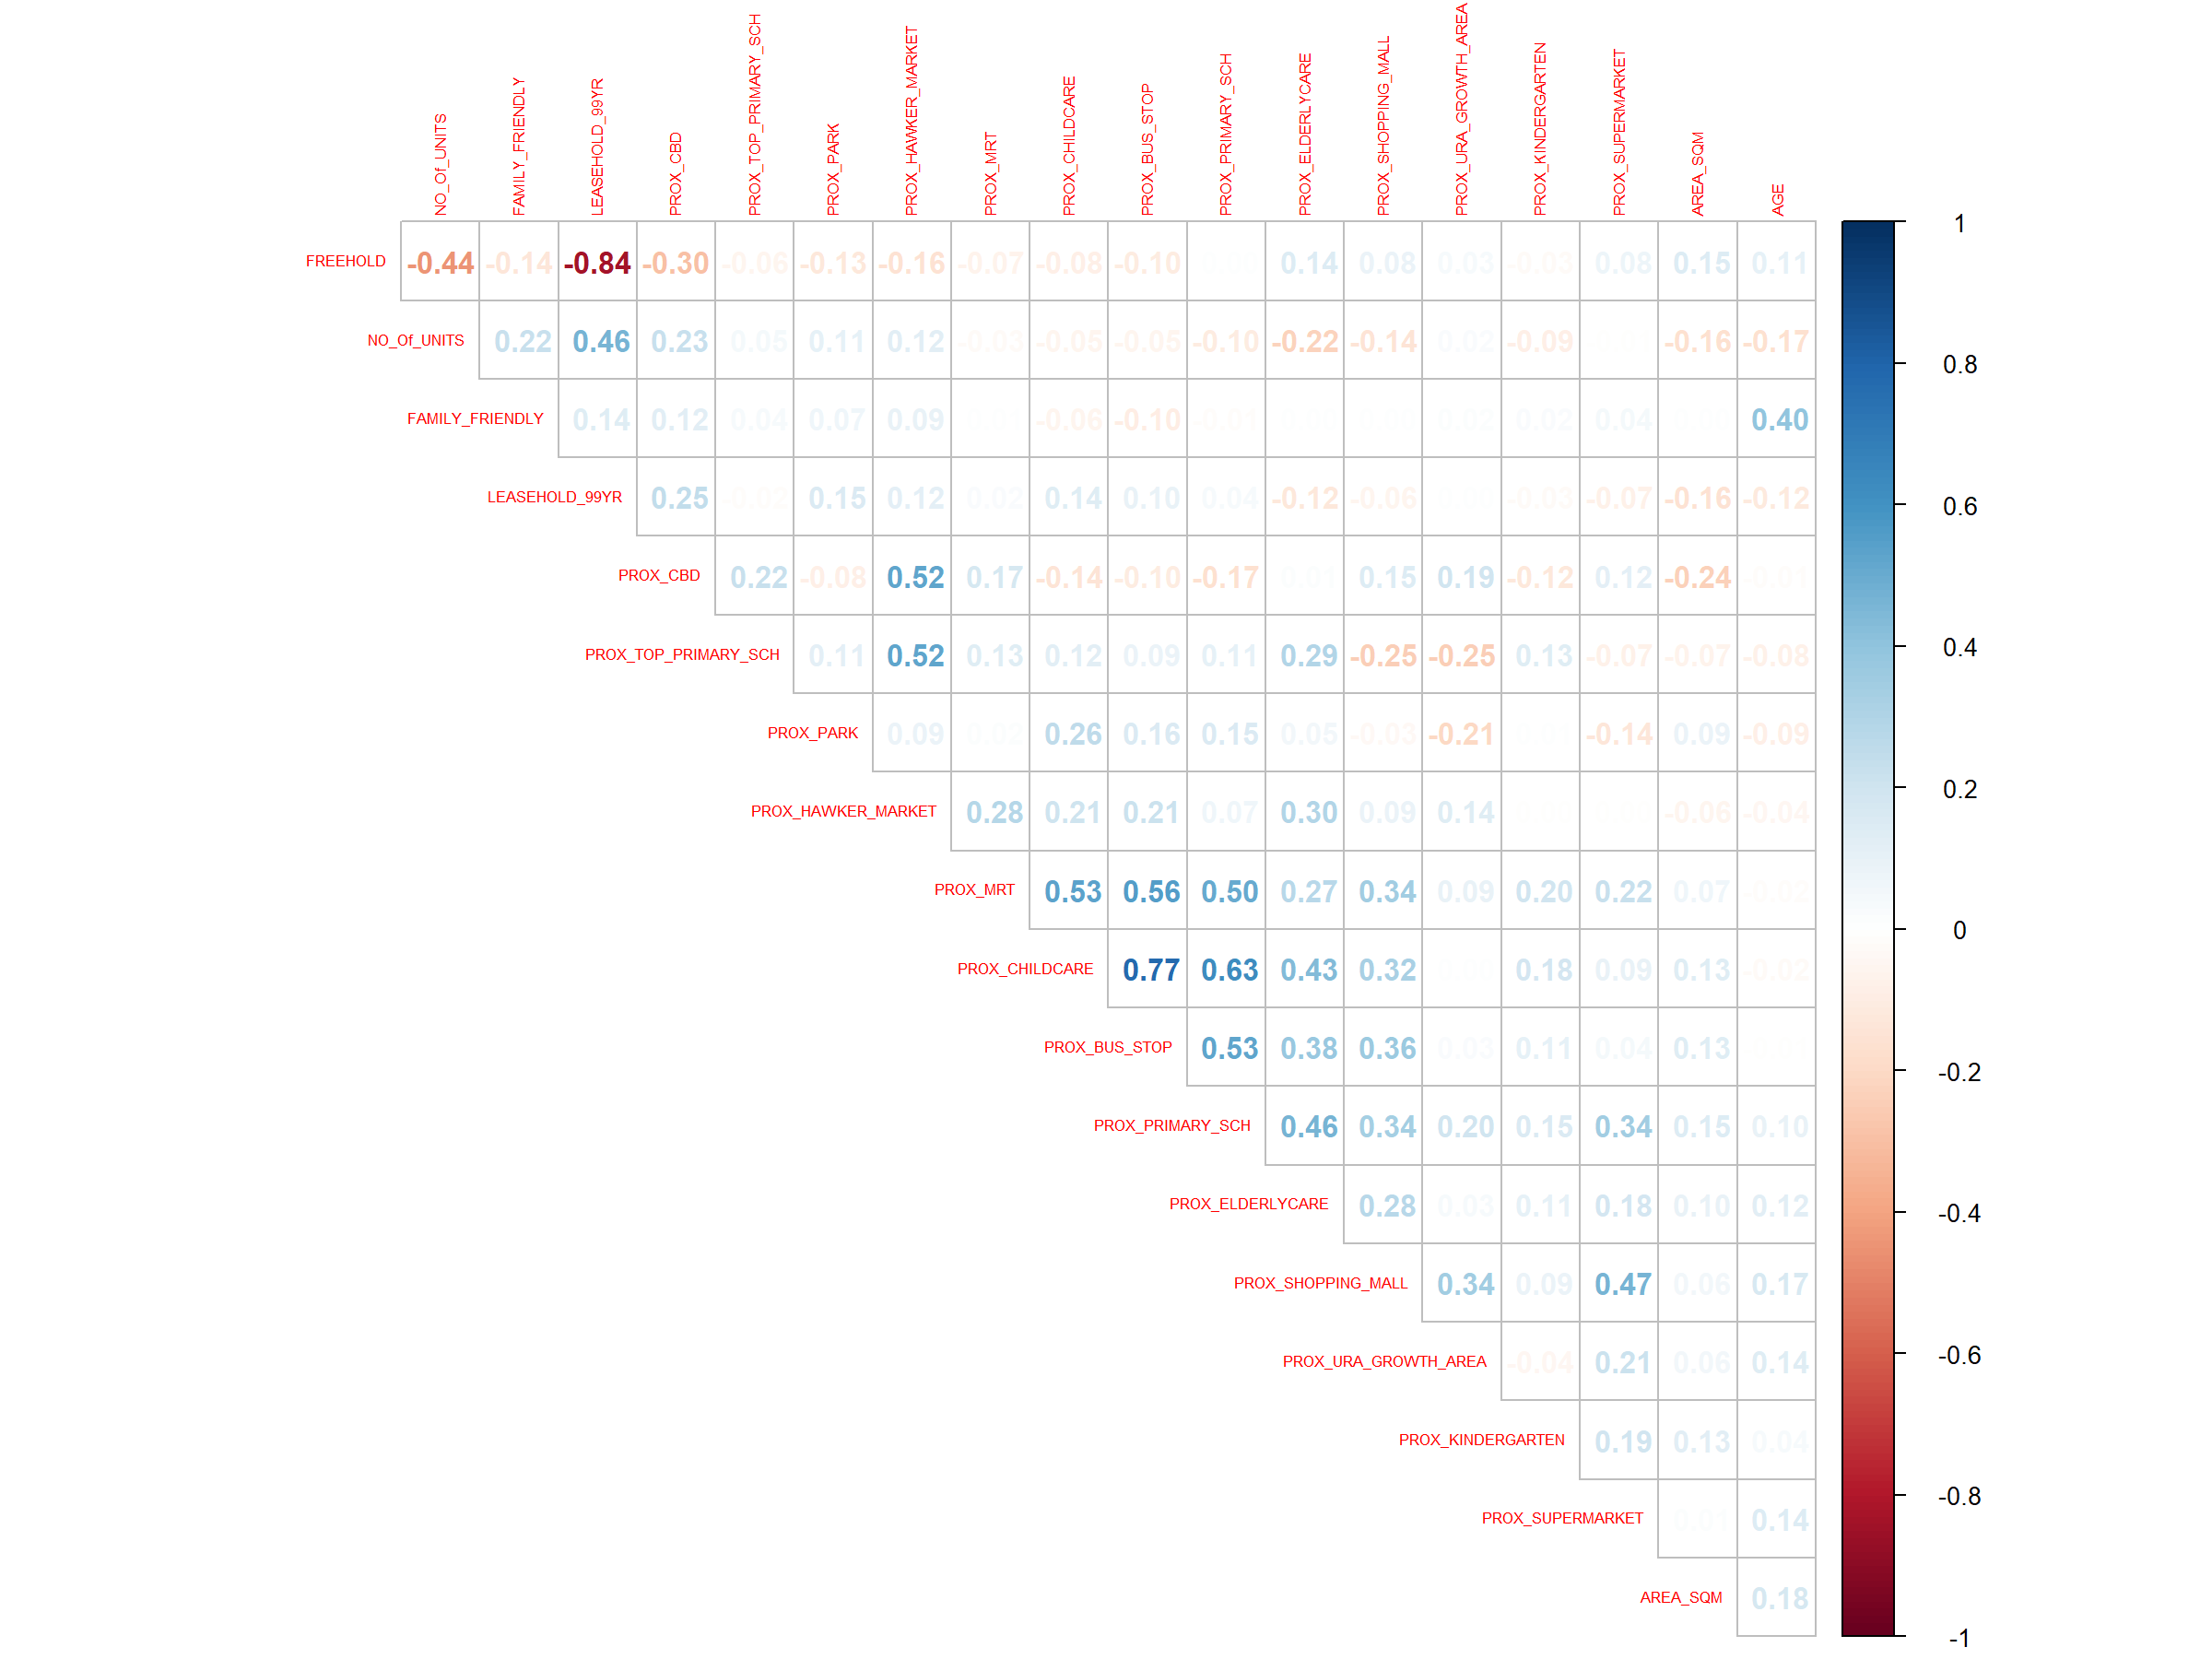 NO_Of_UNITS FAMILY_FRIENDLY LEASEHOLD_99YR PROX_CBD PROX_TOP_PRIMARY_SCH PROX_PARK PROX_HAWKER_MARKET PROX_MRT PROX_CHILDCARE PROX_BUS_STOP PROX_PRIMARY_SCH PROX_ELDERLYCARE PROX_SHOPPING_MALL PROX_URA_GROWTH_AREA PROX_KINDERGARTEN PROX_SUPERMARKET AREA_SQM AGE
FREEHOLD -0.44 -0.14 -0.84 -0.30 -0.06 -0.13 -0.16 -0.07 -0.08 -0.10 0.14 0.08 0.03 -0.03 0.08 0.15 0.11
NO_Of_UNITS 0.22 0.46 0.23 0.05 0.11 0.12 -0.03 -0.05 -0.05 -0.10 -0.22 -0.14 0.02 -0.09 -0.16 -0.17
FAMILY_FRIENDLY 0.14 0.12 0.04 0.07 0.09 -0.06 -0.10 -0.01 0.02 0.02 0.04 0.40
LEASEHOLD_99YR 0.25 -0.02 0.15 0.12 0.02 0.14 0.10 0.04 -0.12 -0.06 -0.03 -0.07 -0.16 -0.12
PROX_CBD 0.22 -0.08 0.52 0.17 -0.14 -0.10 -0.17 0.01 0.15 0.19 -0.12 0.12 -0.24 -0.01
PROX_TOP_PRIMARY_SCH 0.11 0.52 0.13 0.12 0.09 0.11 0.29 -0.25 -0.25 0.13 -0.07 -0.07 -0.08
PROX_PARK 0.09 0.02 0.26 0.16 0.15 0.05 -0.03 -0.21 -0.14 0.09 -0.09
PROX_HAWKER_MARKET 0.28 0.21 0.21 0.07 0.30 0.09 0.14 -0.06 -0.04
PROX_MRT 0.53 0.56 0.50 0.27 0.34 0.09 0.20 0.22 0.07 -0.02
PROX_CHILDCARE 0.77 0.63 0.43 0.32 0.18 0.09 0.13 -0.02
PROX_BUS_STOP 0.53 0.38 0.36 0.03 0.11 0.04 0.13
PROX_PRIMARY_SCH 0.46 0.34 0.20 0.15 0.34 0.15 0.10
PROX_ELDERLYCARE 0.28 0.03 0.11 0.18 0.10 0.12
PROX_SHOPPING_MALL 0.34 0.09 0.47 0.06 0.17
PROX_URA_GROWTH_AREA -0.04 0.21 0.06 0.14
PROX_KINDERGARTEN 0.19 0.13 0.04
PROX_SUPERMARKET 0.01 0.14
AREA_SQM 0.18
1
0.8
0.6
0.4
0.2
0
-0.2
-0.4
-0.6
-0.8
-1